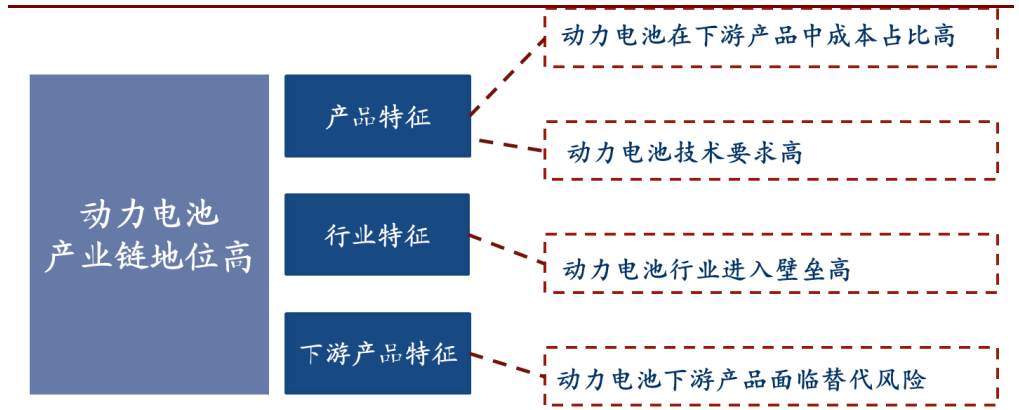 动力电池
产业链地位高
产品特征
动力电池在下游产品中成本占比高
动力电池技术要求高
行业特征
动力电池行业进入壁垒高
下游产品特征
动力电池下游产品面临替代风险